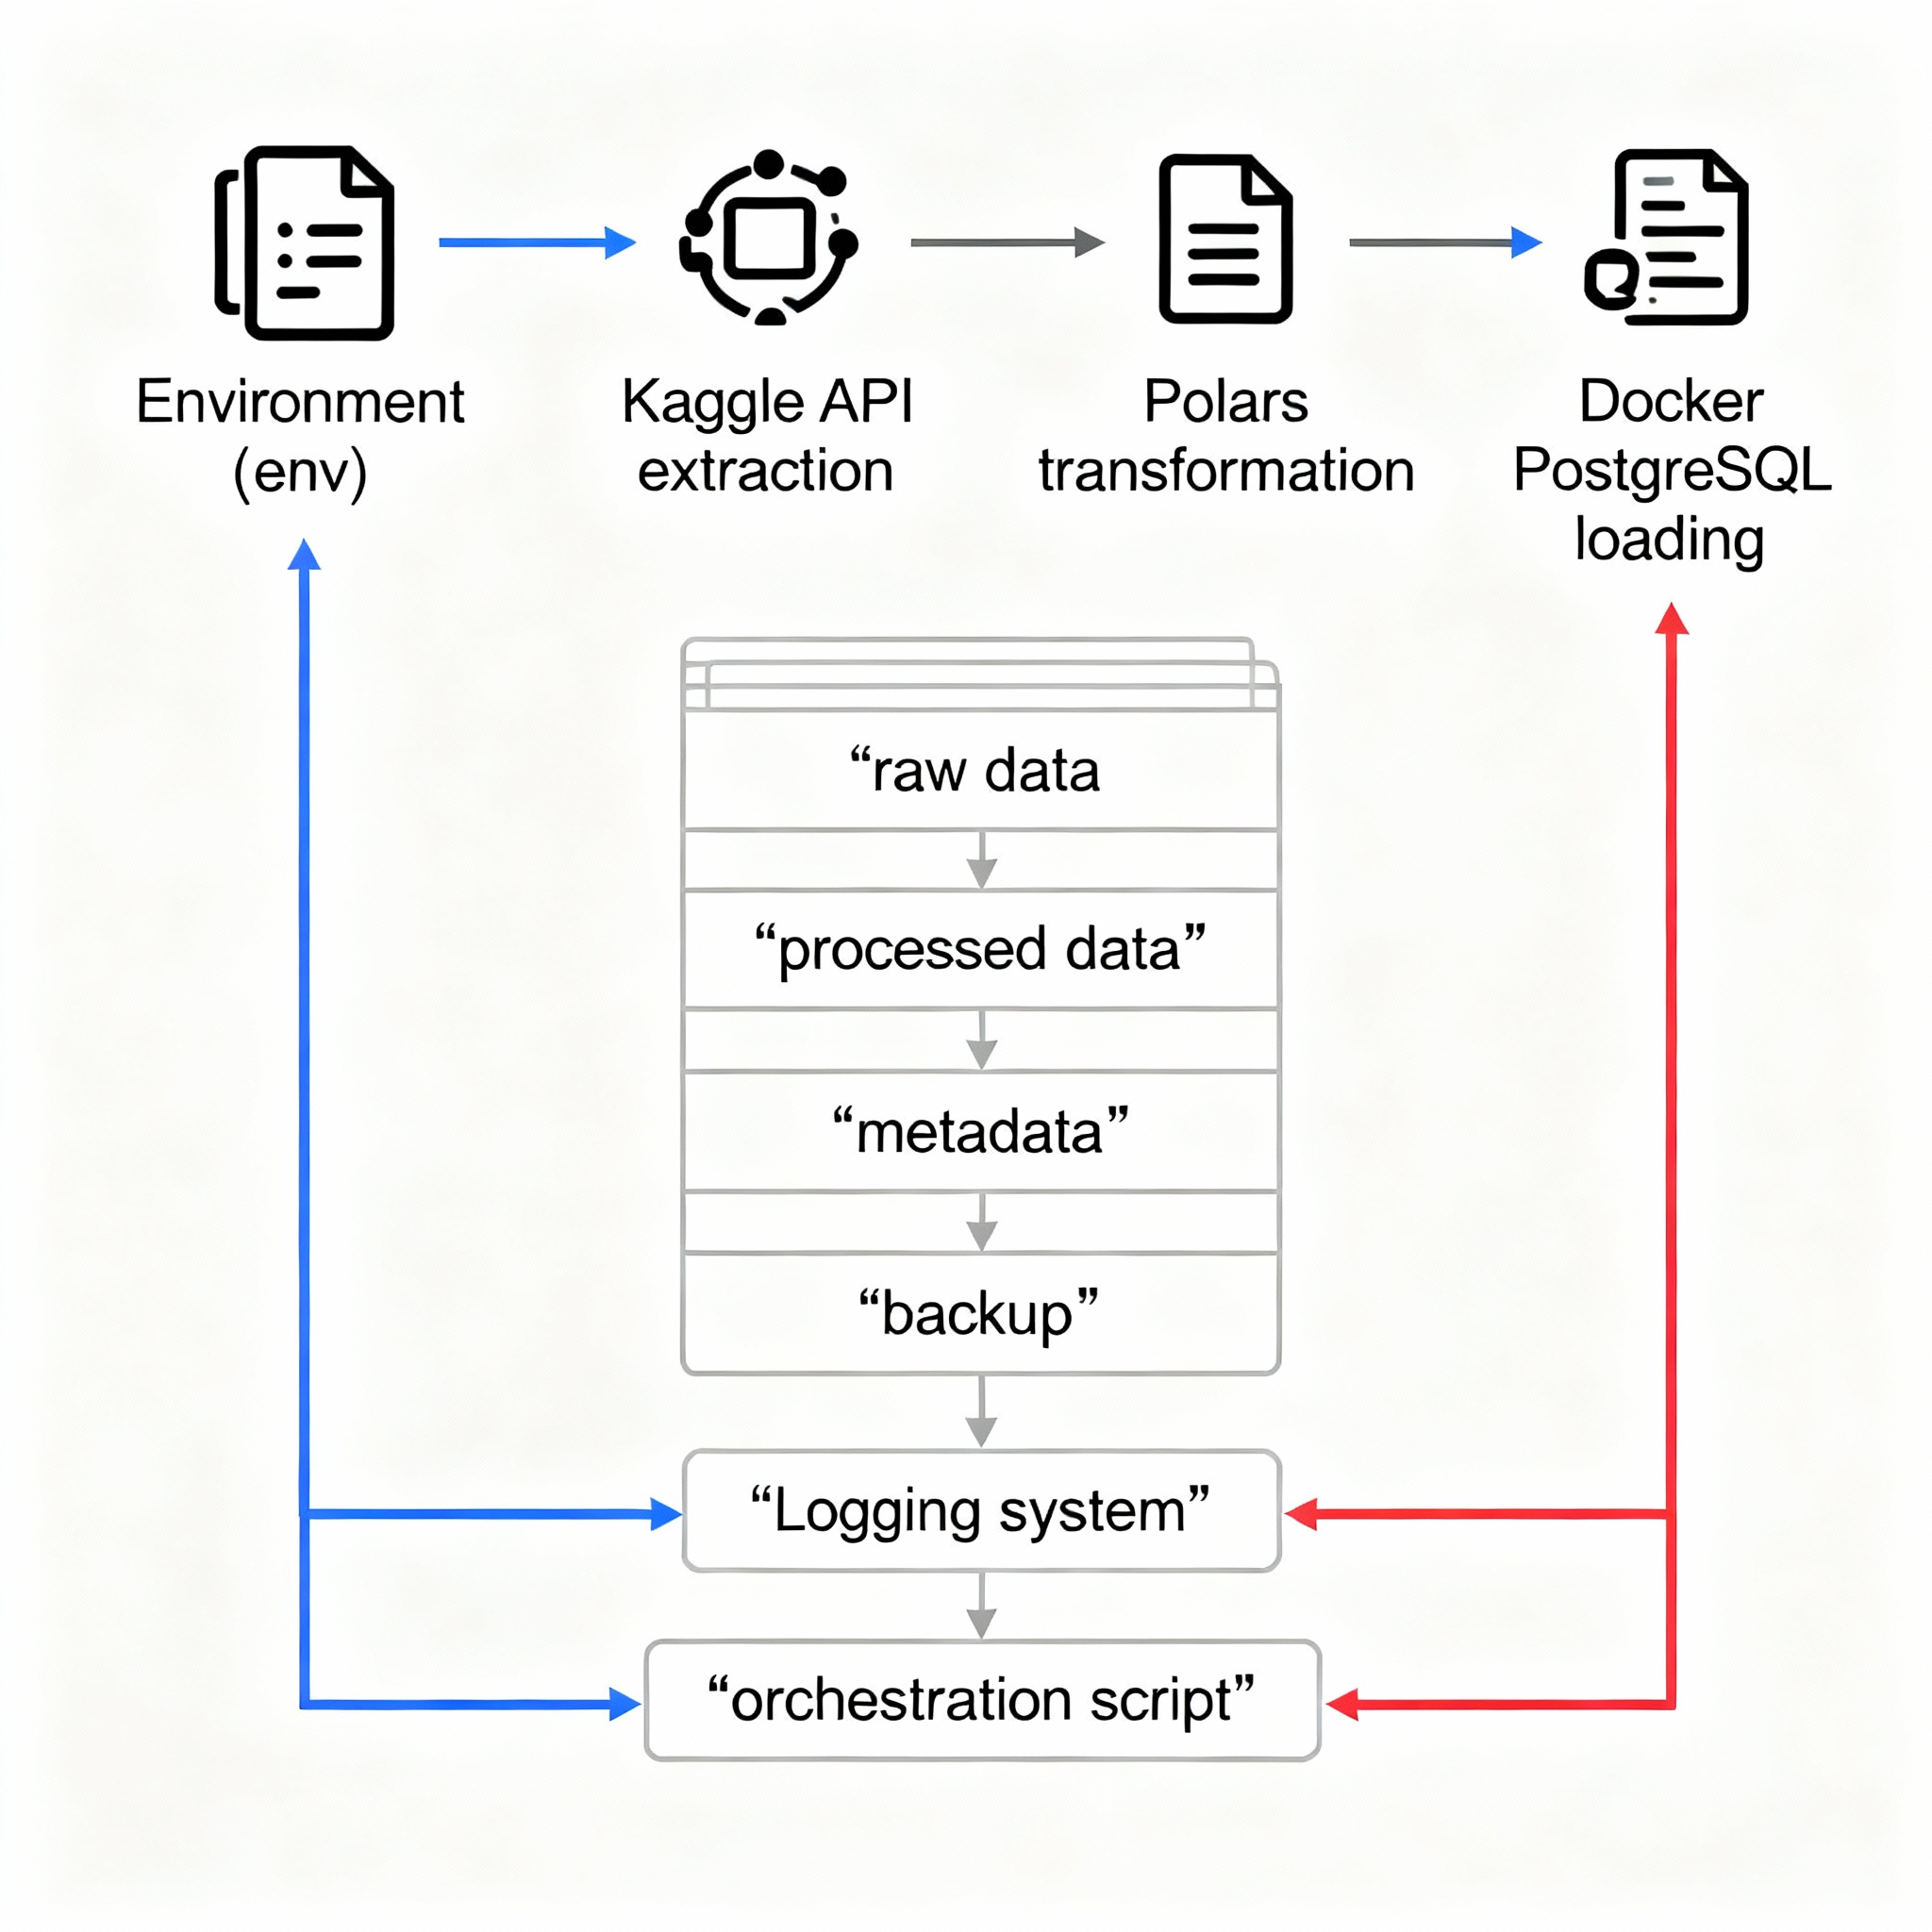 Environment
(env)
Kaggle API
extraction
Polars
transformation
Docker
PostgreSQL
loading
“raw data
“processed data”
“metadata”
“backup”
“Logging system”
“orchestration script”